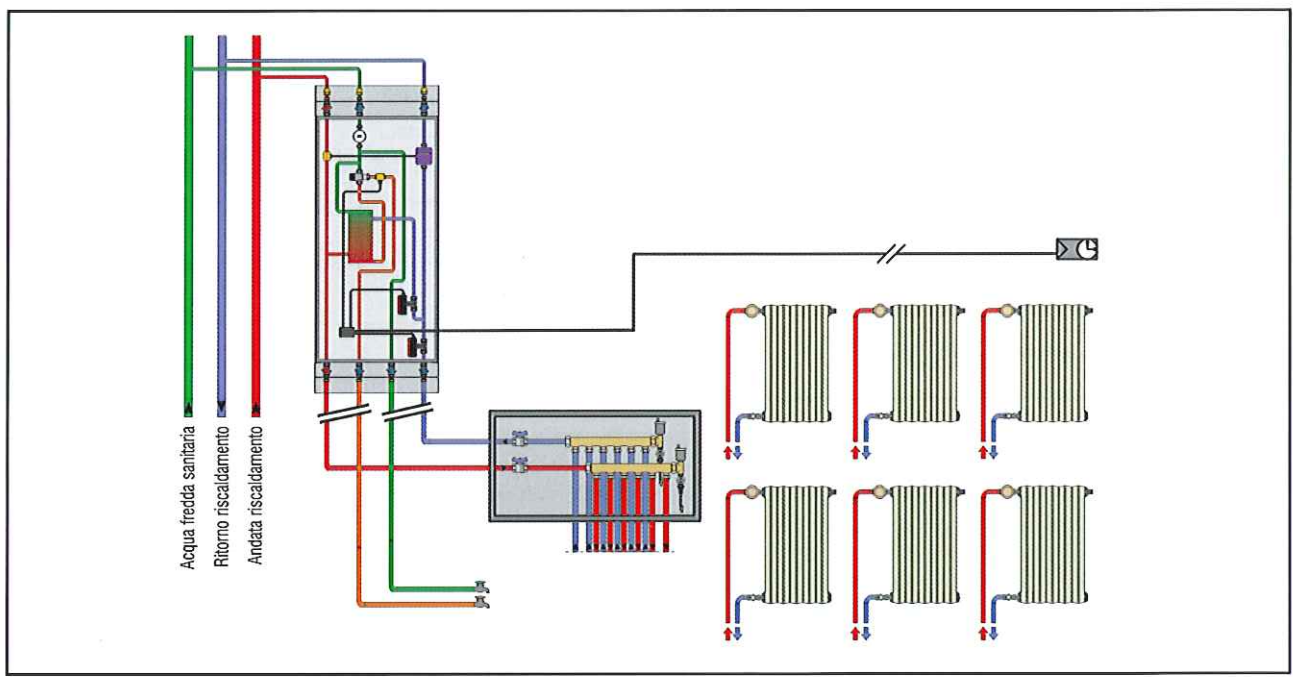 Acqua fredda sanitaria
Ritorno riscaldamento
Andata riscaldamento